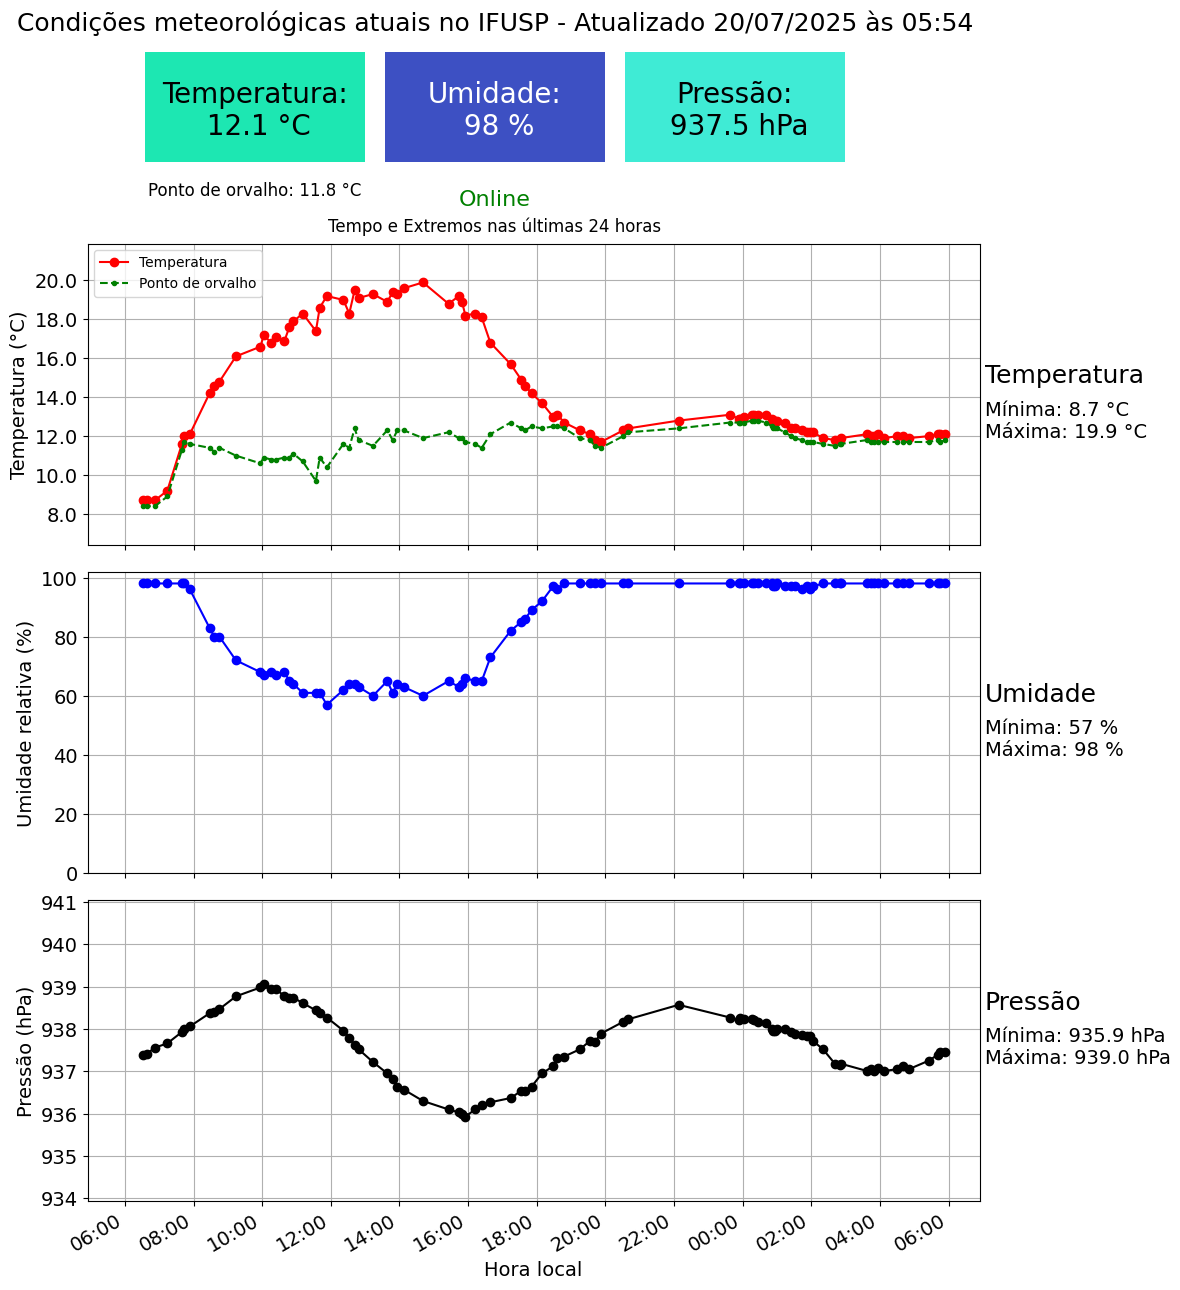 Condições meteorológicas atuais no IFUSP - Atualizado 20/07/2025 às 05:54
Temperatura:
12.1 °C
Umidade:
98 %
Pressão:
937.5 hPa
Ponto de orvalho: 11.8 °C
Online
Tempo e Extremos nas últimas 24 horas
Temperatura
Ponto de orvalho
Temperatura (°C)
20.0
18.0
16.0
14.0
12.0
10.0
8.0
Temperatura
Mínima: 8.7 °C
Máxima: 19.9 °C
Umidade relativa (%)
100
80
60
40
20
0
Umidade
Mínima: 57 %
Máxima: 98 %
Pressão (hPa)
941
940
939
938
937
936
935
934
Pressão
Mínima: 935.9 hPa
Máxima: 939.0 hPa
06:00 08:00 10:00 12:00 14:00 16:00 18:00 20:00 22:00 00:00 02:00 04:00 06:00
Hora local